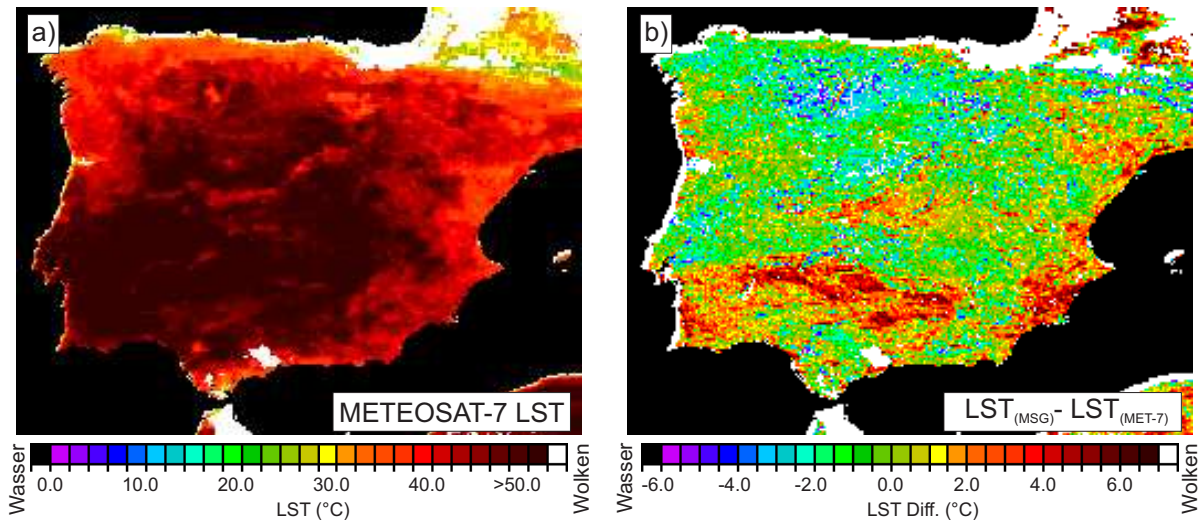 a)
METEOSAT-7 LST
Wasser
0.0 10.0 20.0 30.0 40.0 >50.0
Wolken
LST (°C)
b)
LST(MSG)- LST(MET-7)
Wasser
-6.0 -4.0 -2.0 0.0 2.0 4.0 6.0
Wolken
LST Diff. (°C)